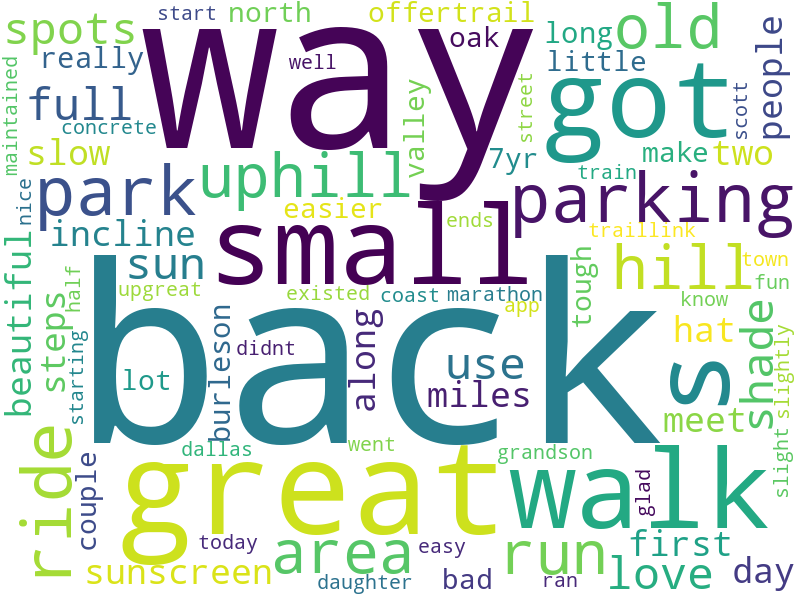 start
north
offertrail
spots
way
oak
long
old
people
really
well
little
maintained
full
concrete
valley
street
got
scott
slow
7yr
make
two
nice
park
uphill
train
parking
easier
small
ends
traillink
incline
sun
hill
town
beautiful
half
upgreat
existed
coast
marathon
app
tough
fun
know
steps
back
hat
shade
slightly
starting
burleson
didnt
along
use
s
lot
miles
meet
ride
couple
dallas
great
went
grandson
walk
slight
glad
today
area
easy
run
first
sunscreen
daughter
bad
ran
love
day